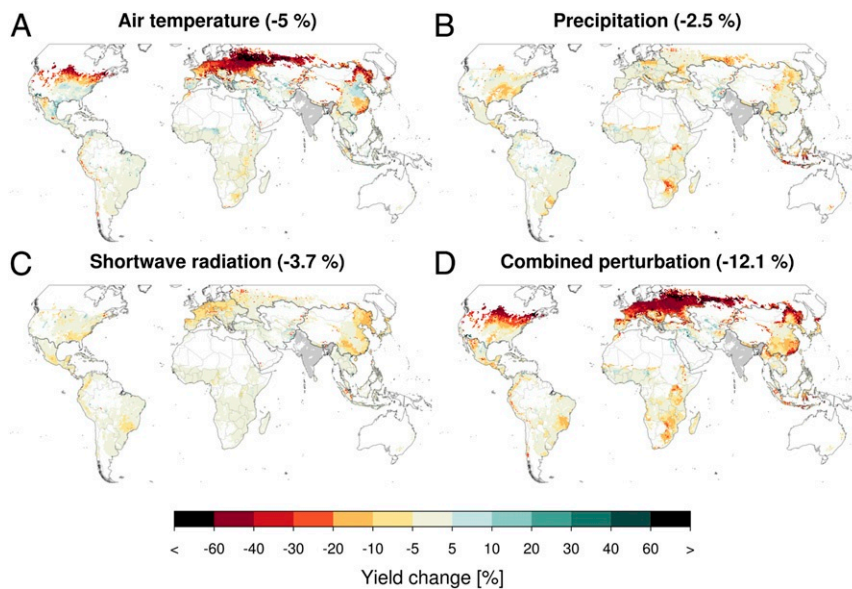 A Air temperature (-5 %)
B Precipitation (-2.5 %)
C Shortwave radiation (-3.7 %)
D Combined perturbation (-12.1 %)
< -60 -40 -30 -20 -10 -5 5 10 20 30 40 60 >
Yield change [%]